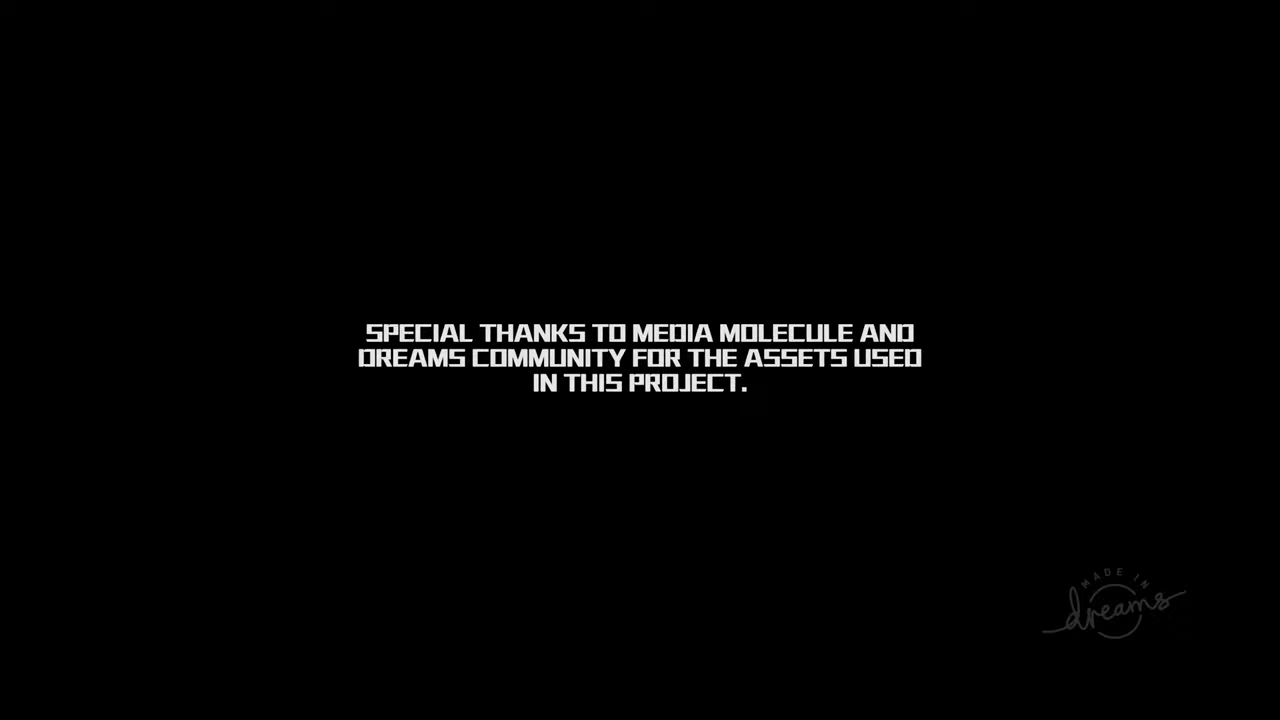 SPECIAL THANKS TO MEDIA MOLECULE AND
DREAMS COMMUNITY FOR THE ASSETS USED
IN THIS PROJECT.
MADE IN
dreams